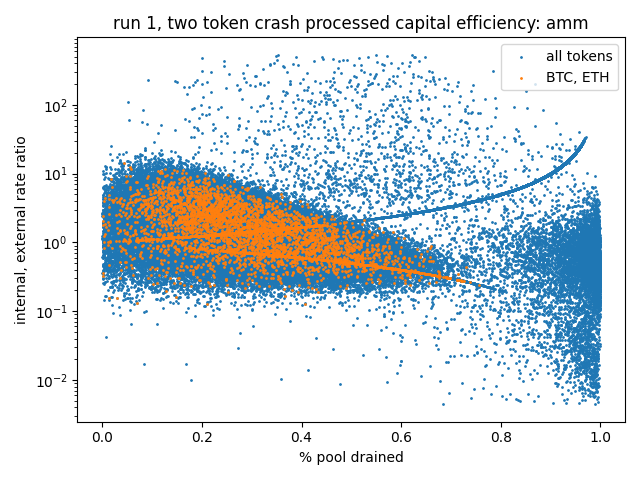 run 1, two token crash processed capital efficiency: amm
all tokens
BTC, ETH
internal, external rate ratio
10²
10¹
10⁰
10⁻¹
10⁻²
0.0 0.2 0.4 0.6 0.8 1.0
% pool drained